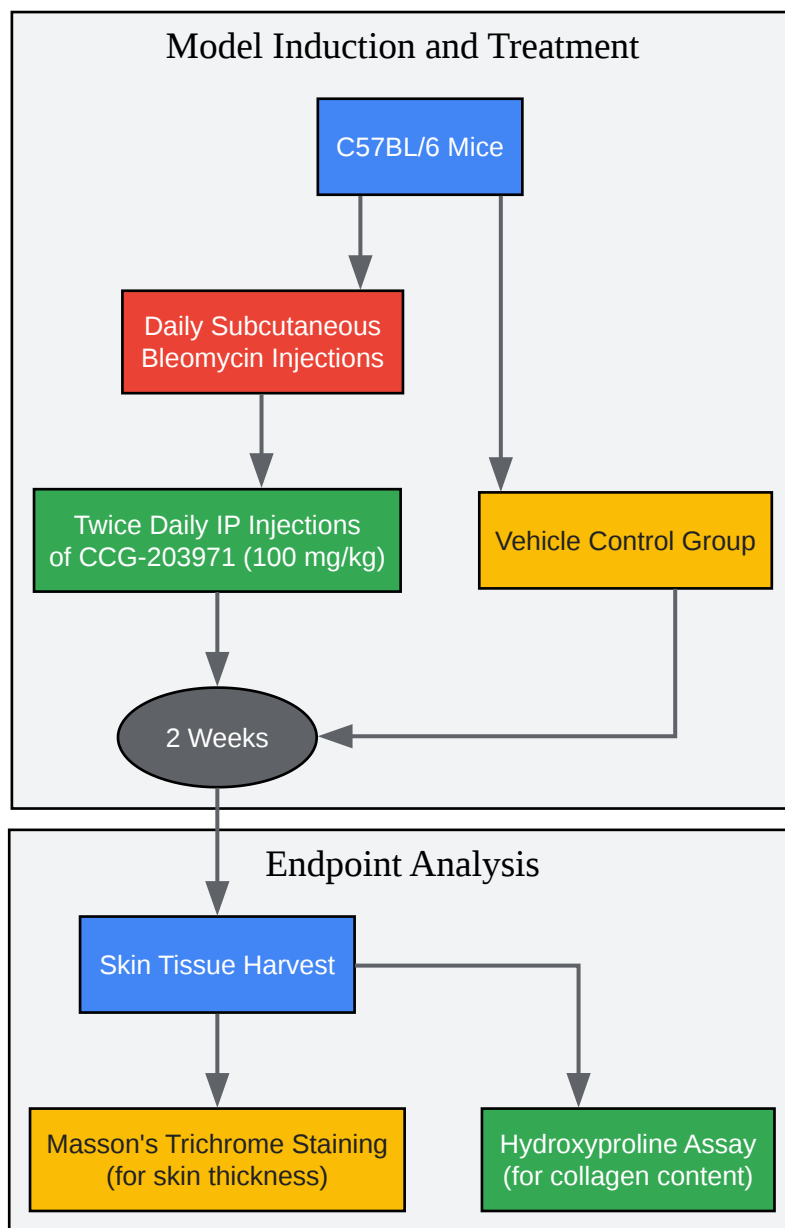 Model Induction and Treatment
C57BL/6 Mice
Daily Subcutaneous
Bleomycin Injections
Twice Daily IP Injections
of CCG-203971 (100 mg/kg)
Vehicle Control Group
2 Weeks
Endpoint Analysis
Skin Tissue Harvest
Masson's Trichrome Staining
(for skin thickness)
Hydroxyproline Assay
(for collagen content)